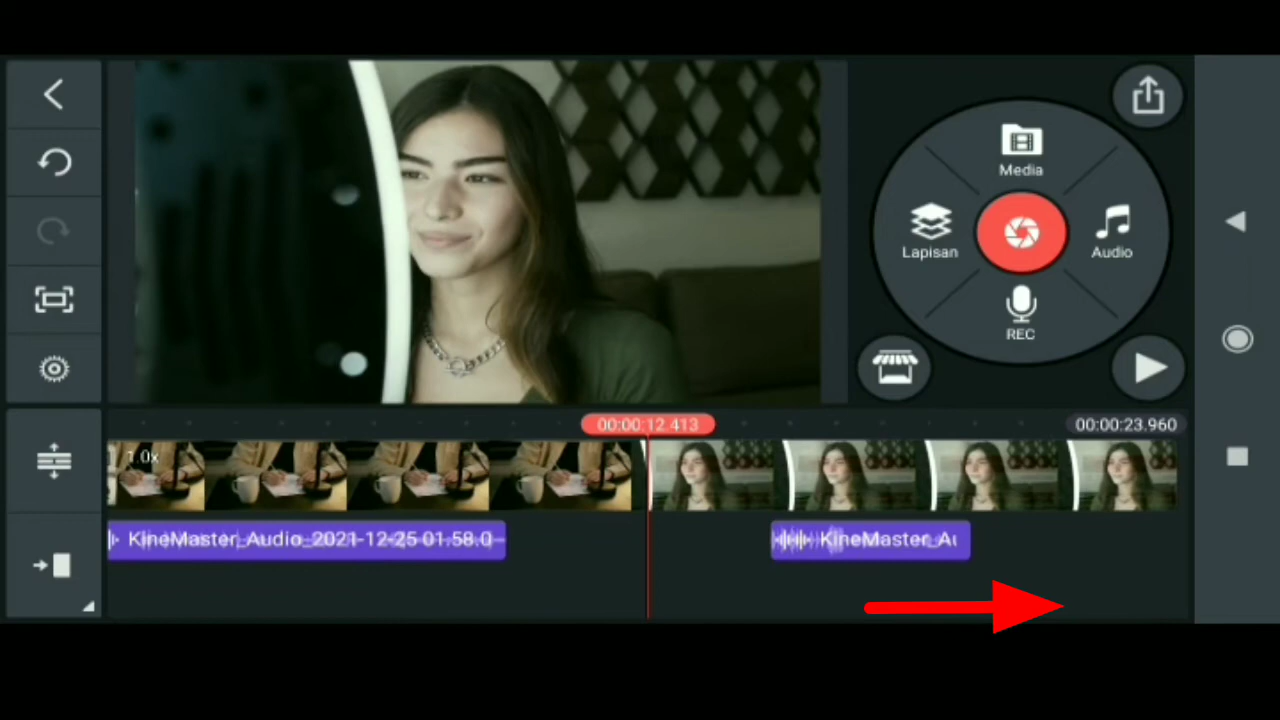 Media
Lapisan
Audio
REC
00:00:12.413
00:00:23.960
1.0x
KineMaster_Audio_2021-12-25 01.58.0
KineMaster_Au